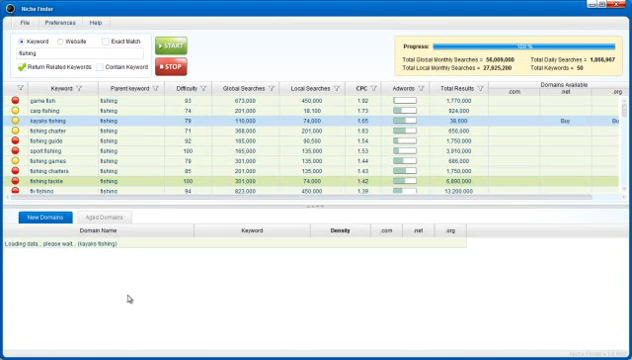 Niche Finder
File Preferences Help
Keyword Website Exact Match
fishing
Return Related Keywords Contain Keyword
START
STOP
Progress: 100 %
Total Global Monthly Searches = 56,006,000 Total Daily Searches = 1,866,967
Total Local Monthly Searches = 27,925,200 Total Keywords = 50
Keyword Parent keyword Difficulty Global Searches Local Searches CPC Adwords Total Results Domains Available
.com .net .org
game fish fishing 93 673,000 450,000 1.92 1,770,000
carp fishing fishing 74 201,000 18,100 1.73 924,000
kayaks fishing fishing 79 110,000 74,000 1.65 38,600 Buy Bu
fishing charter fishing 71 368,000 201,000 1.63 656,000
fishing guide fishing 92 165,000 90,500 1.54 1,750,000
sport fishing fishing 100 165,000 135,000 1.53 3,910,000
fishing games fishing 79 301,000 165,000 1.44 686,000
fishing charters fishing 85 201,000 135,000 1.43 1,750,000
fishing tackle fishing 100 301,000 74,000 1.42 6,890,000
fly fishing fishing 94 823,000 450,000 1.39 13,200,000
New Domains Aged Domains
Domain Name Keyword Density .com .net .org
Loading data... please wait... (kayaks fishing)